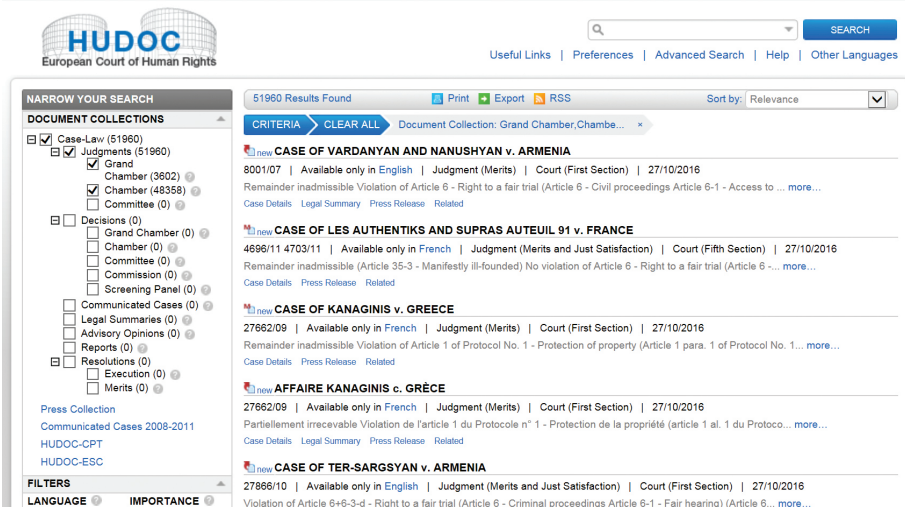 HUDOC
European Court of Human Rights
SEARCH
Useful Links | Preferences | Advanced Search | Help | Other Languages
NARROW YOUR SEARCH
DOCUMENT COLLECTIONS
Case-Law (51960)
Judgments (51960)
Grand
Chamber (3602)
Chamber (48358)
Committee (0)
Decisions (0)
Grand Chamber (0)
Chamber (0)
Committee (0)
Commission (0)
Screening Panel (0)
Communicated Cases (0)
Legal Summaries (0)
Advisory Opinions (0)
Reports (0)
Resolutions (0)
Execution (0)
Merits (0)
Press Collection
Communicated Cases 2008-2011
HUDOC-CPT
HUDOC-ESC
FILTERS
LANGUAGE IMPORTANCE
51960 Results Found Print Export RSS Sort by: Relevance
CRITERIA CLEAR ALL Document Collection: Grand Chamber,Chambe... ×
new CASE OF VARDANYAN AND NANUSHYAN v. ARMENIA
8001/07 | Available only in English | Judgment (Merits) | Court (First Section) | 27/10/2016
Remainder inadmissible Violation of Article 6 - Right to a fair trial (Article 6 - Civil proceedings Article 6-1 - Access to ... more...
Case Details Legal Summary Press Release Related
new CASE OF LES AUTHENTIKS AND SUPRAS AUTEUIL 91 v. FRANCE
4696/11 4703/11 | Available only in French | Judgment (Merits and Just Satisfaction) | Court (Fifth Section) | 27/10/2016
Remainder inadmissible (Article 35-3 - Manifestly ill-founded) No violation of Article 6 - Right to a fair trial (Article 6 -... more...
Case Details Press Release Related
new CASE OF KANAGINIS v. GREECE
27662/09 | Available only in French | Judgment (Merits) | Court (First Section) | 27/10/2016
Remainder inadmissible Violation of Article 1 of Protocol No. 1 - Protection of property (Article 1 para. 1 of Protocol No. 1... more...
Case Details Press Release Related
new AFFAIRE KANAGINIS c. GRÈCE
27662/09 | Available only in French | Judgment (Merits) | Court (First Section) | 27/10/2016
Partiellement irrecevable Violation de l'article 1 du Protocole n° 1 - Protection de la propriété (article 1 al. 1 du Protoco... more...
Case Details Legal Summary Press Release Related
new CASE OF TER-SARGSYAN v. ARMENIA
27866/10 | Available only in English | Judgment (Merits and Just Satisfaction) | Court (First Section) | 27/10/2016
Violation of Article 6+6-3-d - Right to a fair trial (Article 6 - Criminal proceedings Article 6-1 - Fair hearing) (Article 6... more...